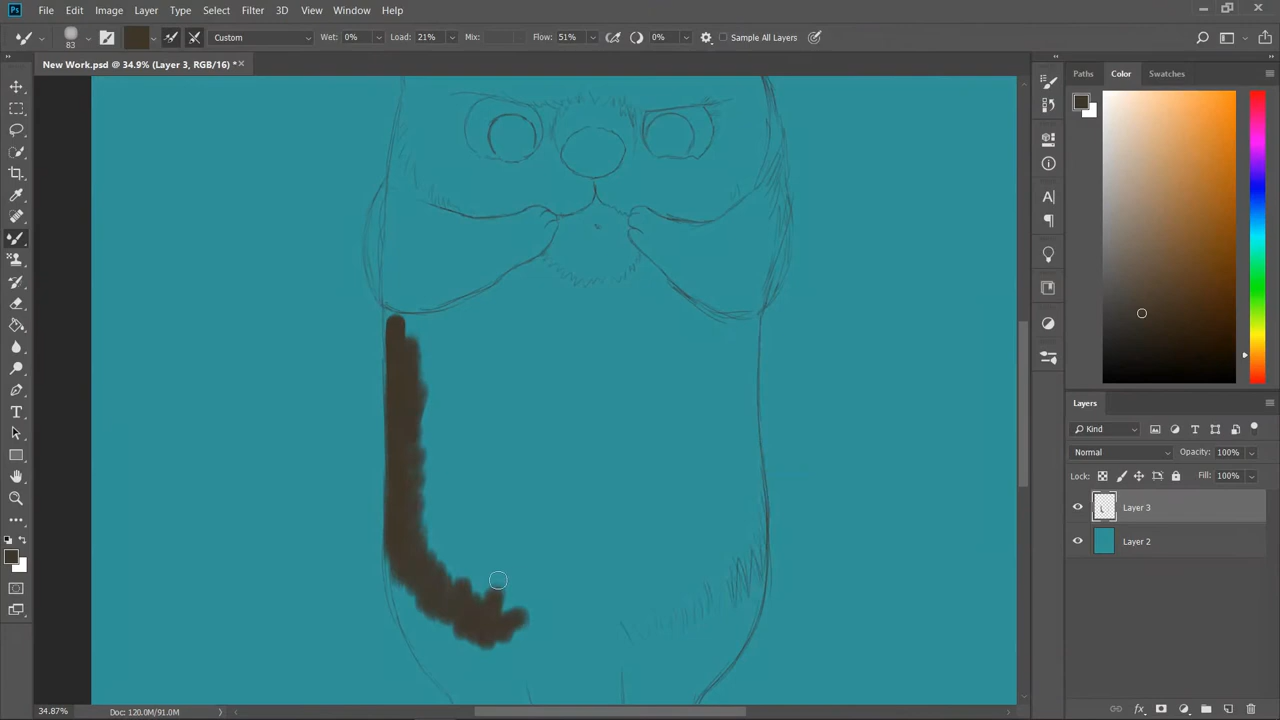 Ps File Edit Image Layer Type Select Filter 3D View Window Help
83 Custom Wet: 0% Load: 21% Mix: Flow: 51% 0% Sample All Layers
New Work.psd @ 34.9% (Layer 3, RGB/16) *
Paths Color Swatches
Layers
Kind
Normal Opacity: 100%
Lock: Fill: 100%
Layer 3
Layer 2
34.87% Doc: 120.0M/91.0M